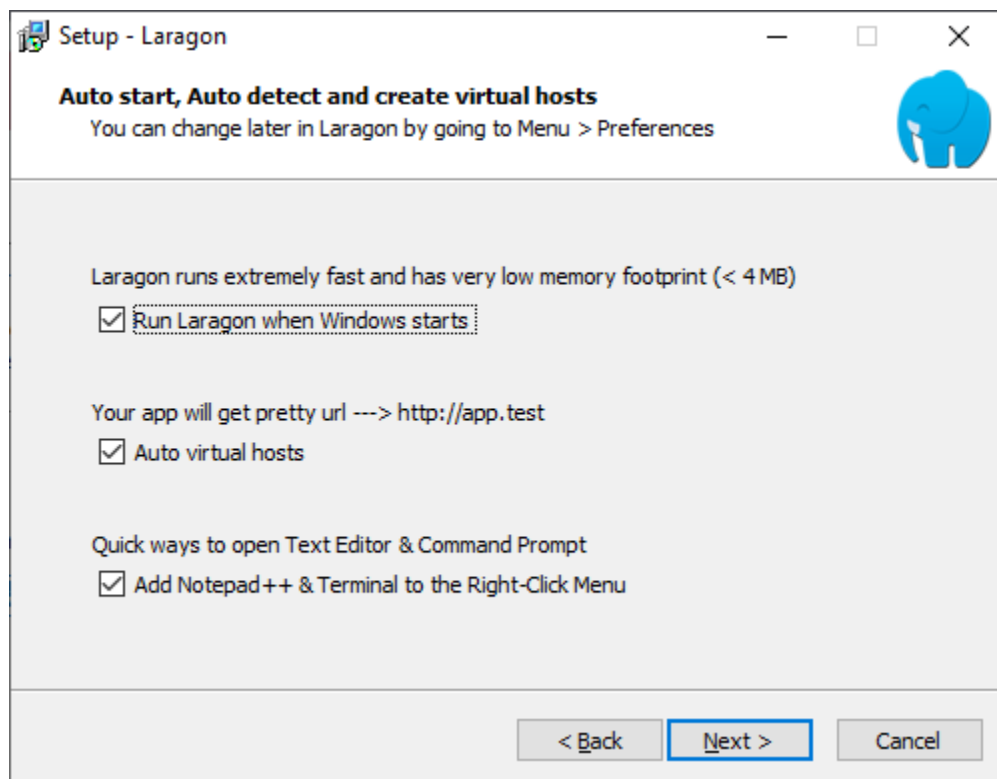 Setup - Laragon
Auto start, Auto detect and create virtual hosts
You can change later in Laragon by going to Menu > Preferences
Laragon runs extremely fast and has very low memory footprint (< 4 MB)
Run Laragon when Windows starts
Your app will get pretty url ---> http://app.test
Auto virtual hosts
Quick ways to open Text Editor & Command Prompt
Add Notepad++ & Terminal to the Right-Click Menu
< Back Next > Cancel